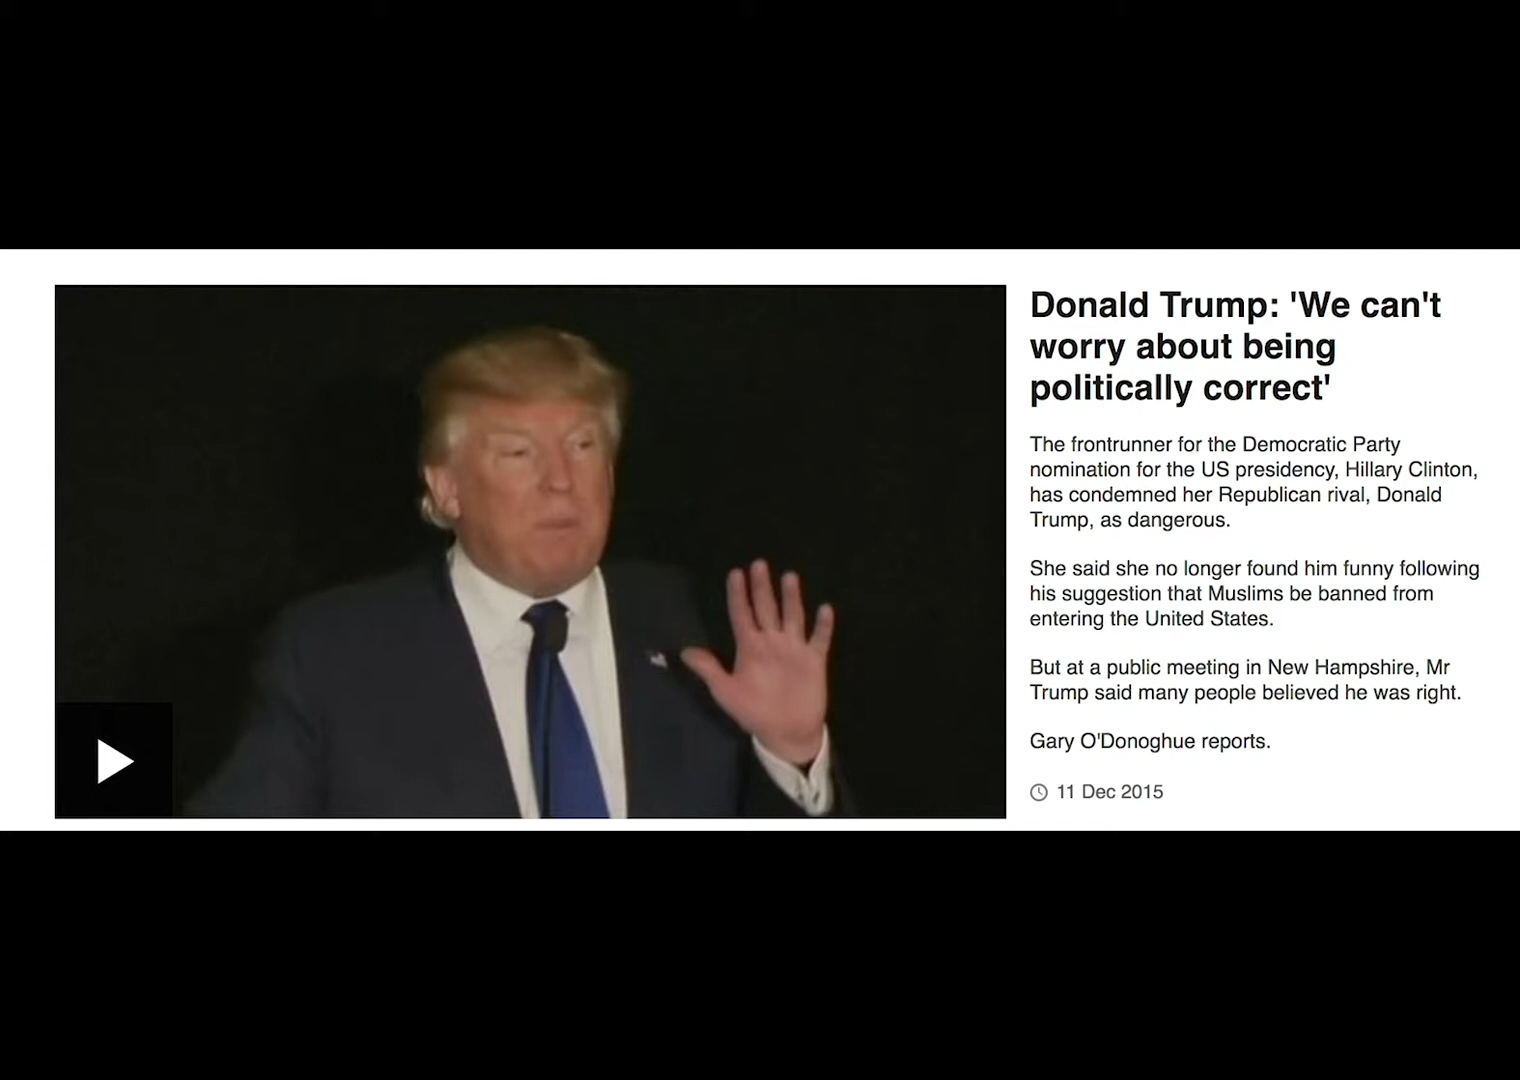 Donald Trump: 'We can't
worry about being
politically correct'
The frontrunner for the Democratic Party
nomination for the US presidency, Hillary Clinton,
has condemned her Republican rival, Donald
Trump, as dangerous.
She said she no longer found him funny following
his suggestion that Muslims be banned from
entering the United States.
But at a public meeting in New Hampshire, Mr
Trump said many people believed he was right.
Gary O'Donoghue reports.
11 Dec 2015